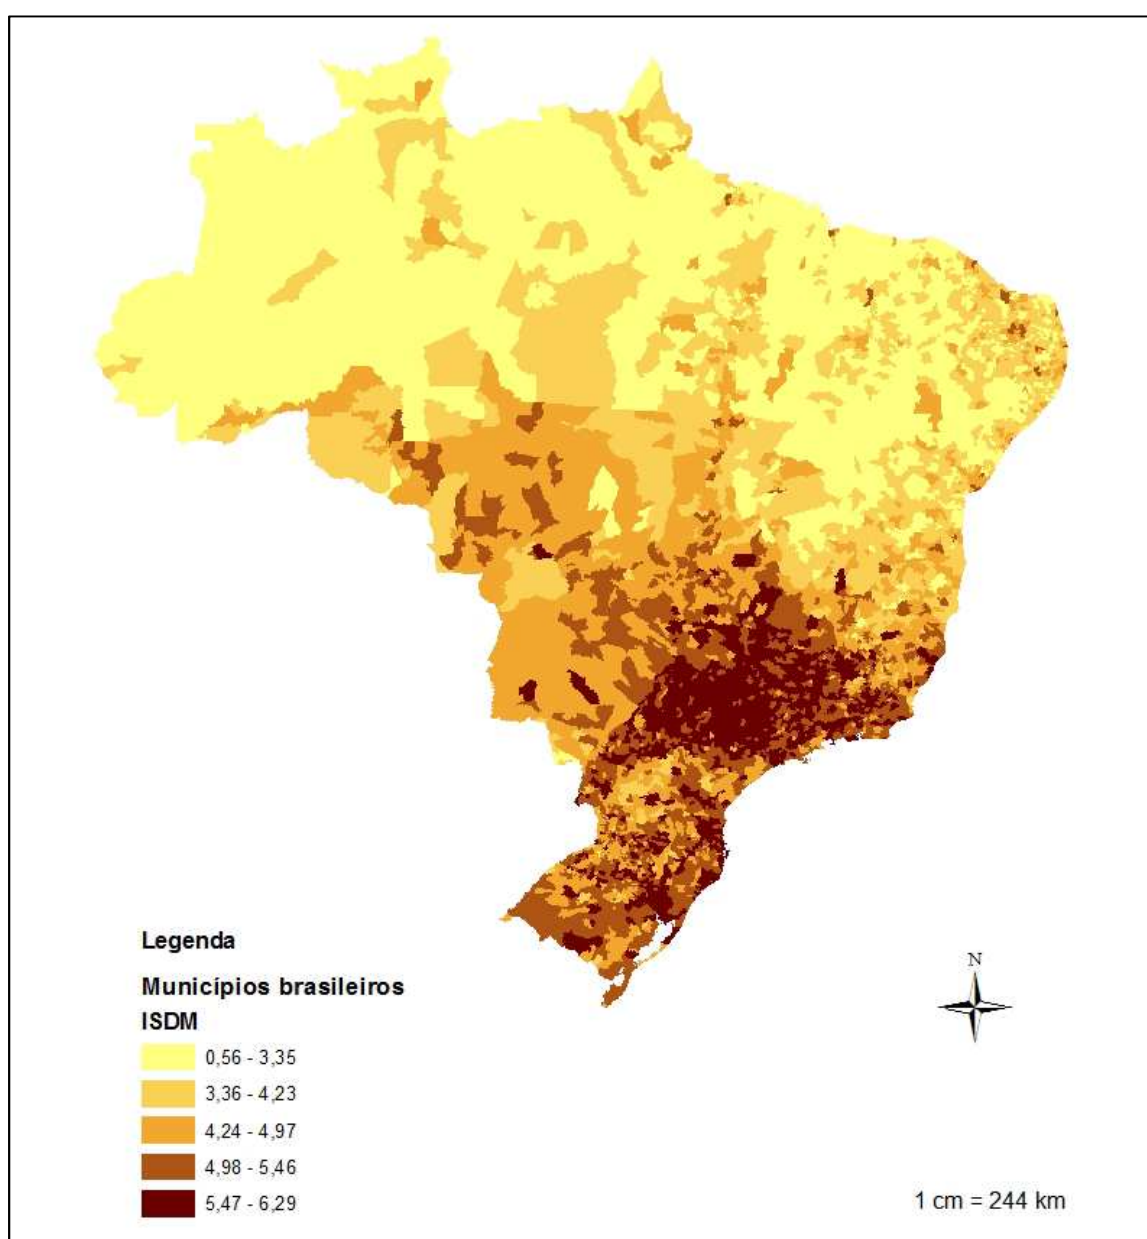 N
Legenda
Municípios brasileiros
ISDM
0,56 - 3,35
3,36 - 4,23
4,24 - 4,97
4,98 - 5,46
5,47 - 6,29
1 cm = 244 km